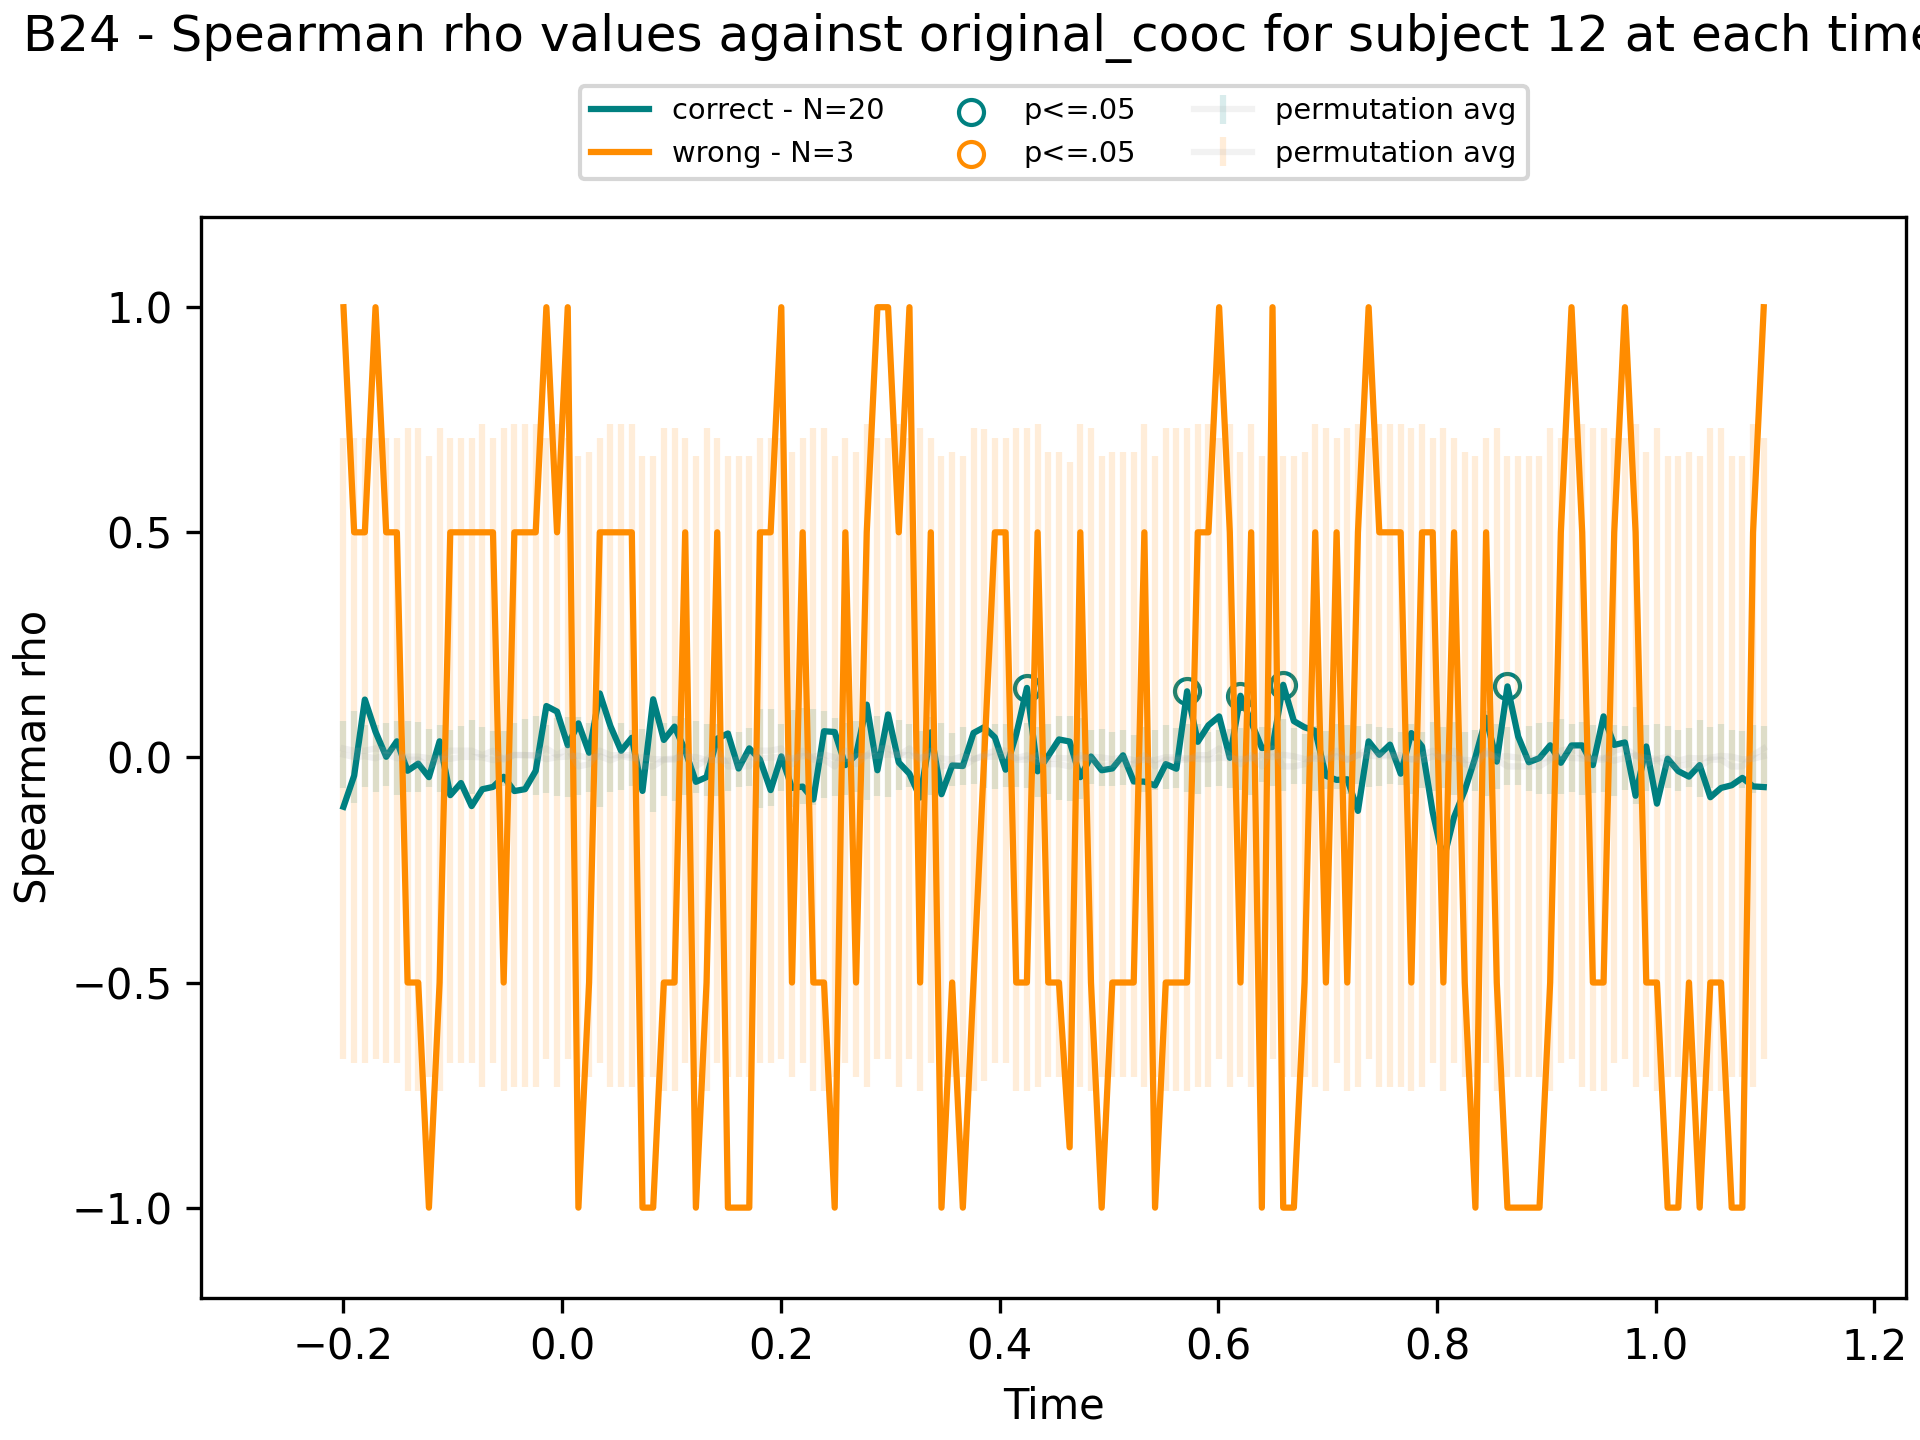 B24 - Spearman rho values against original_cooc for subject 12 at each time
correct - N=20 p<=.05 permutation avg
wrong - N=3 p<=.05 permutation avg
1.0
0.5
0.0
−0.5
−1.0
Spearman rho
−0.2 0.0 0.2 0.4 0.6 0.8 1.0 1.2
Time